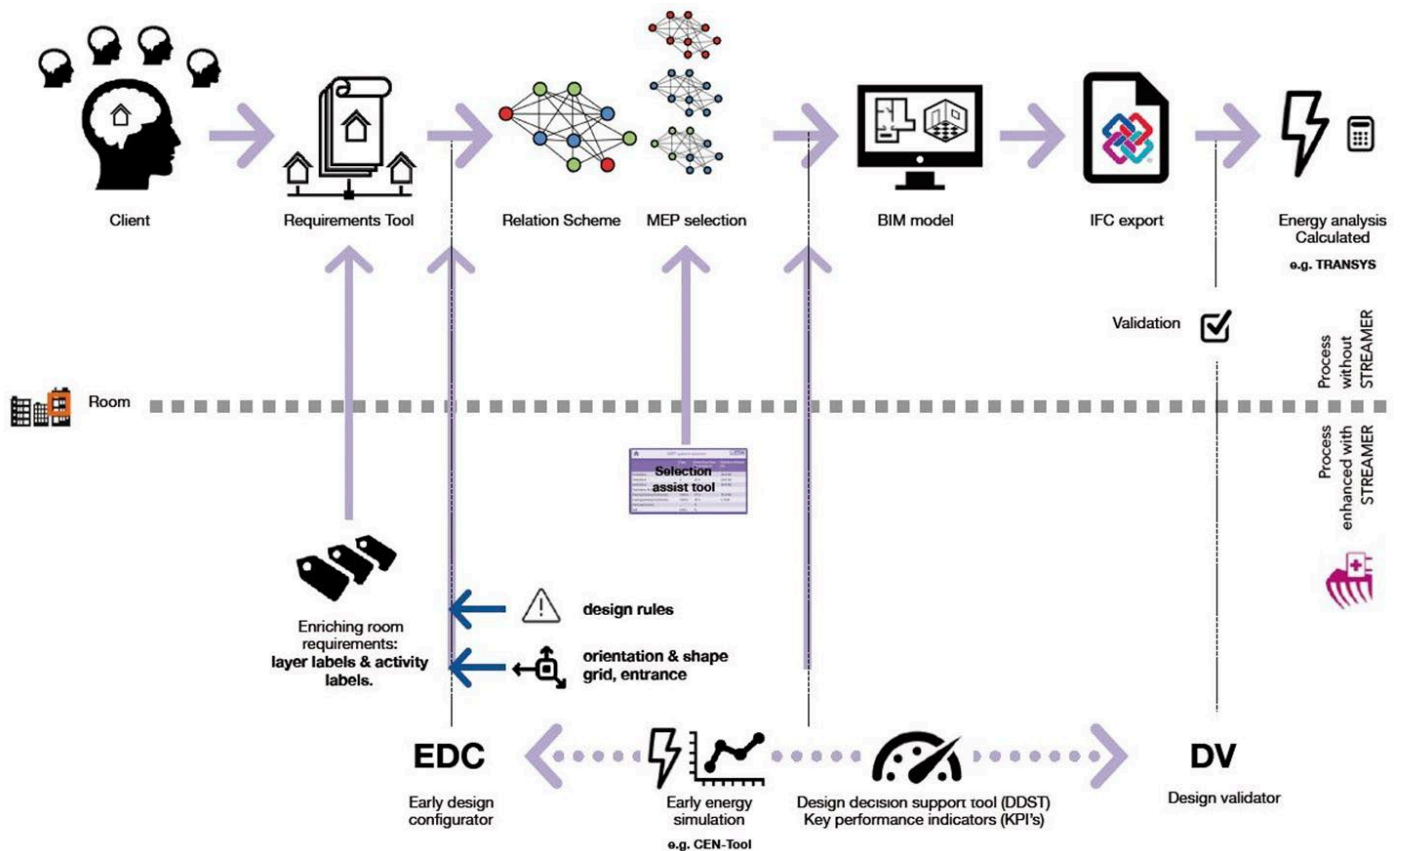 Client
Requirements Tool
Relation Scheme
MEP selection
BIM model
IFC export
Energy analysis
Calculated
e.g. TRANSYS
Validation
Process
without
STREAMER
Room
Process
enhanced with
STREAMER
Selection
assist tool
Enriching room
requirements:
layer labels & activity
labels.
design rules
orientation & shape
grid, entrance
EDC
Early design
configurator
Early energy
simulation
e.g. CEN-Tool
Design decision support tool (DDST)
Key performance indicators (KPI's)
DV
Design validator